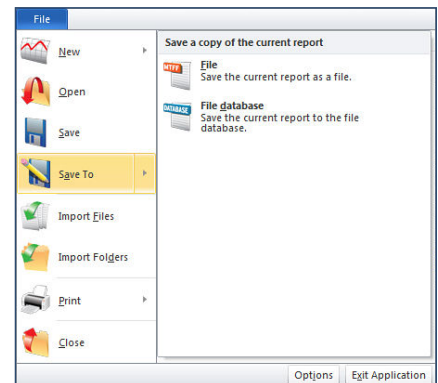 File
New
Open
Save
Save To
Import Files
Import Folders
Print
Close
Save a copy of the current report
MTFF
File
Save the current report as a file.
DATABASE
File database
Save the current report to the file
database.
Options
Exit Application